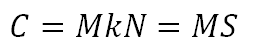 C = MkN = MS